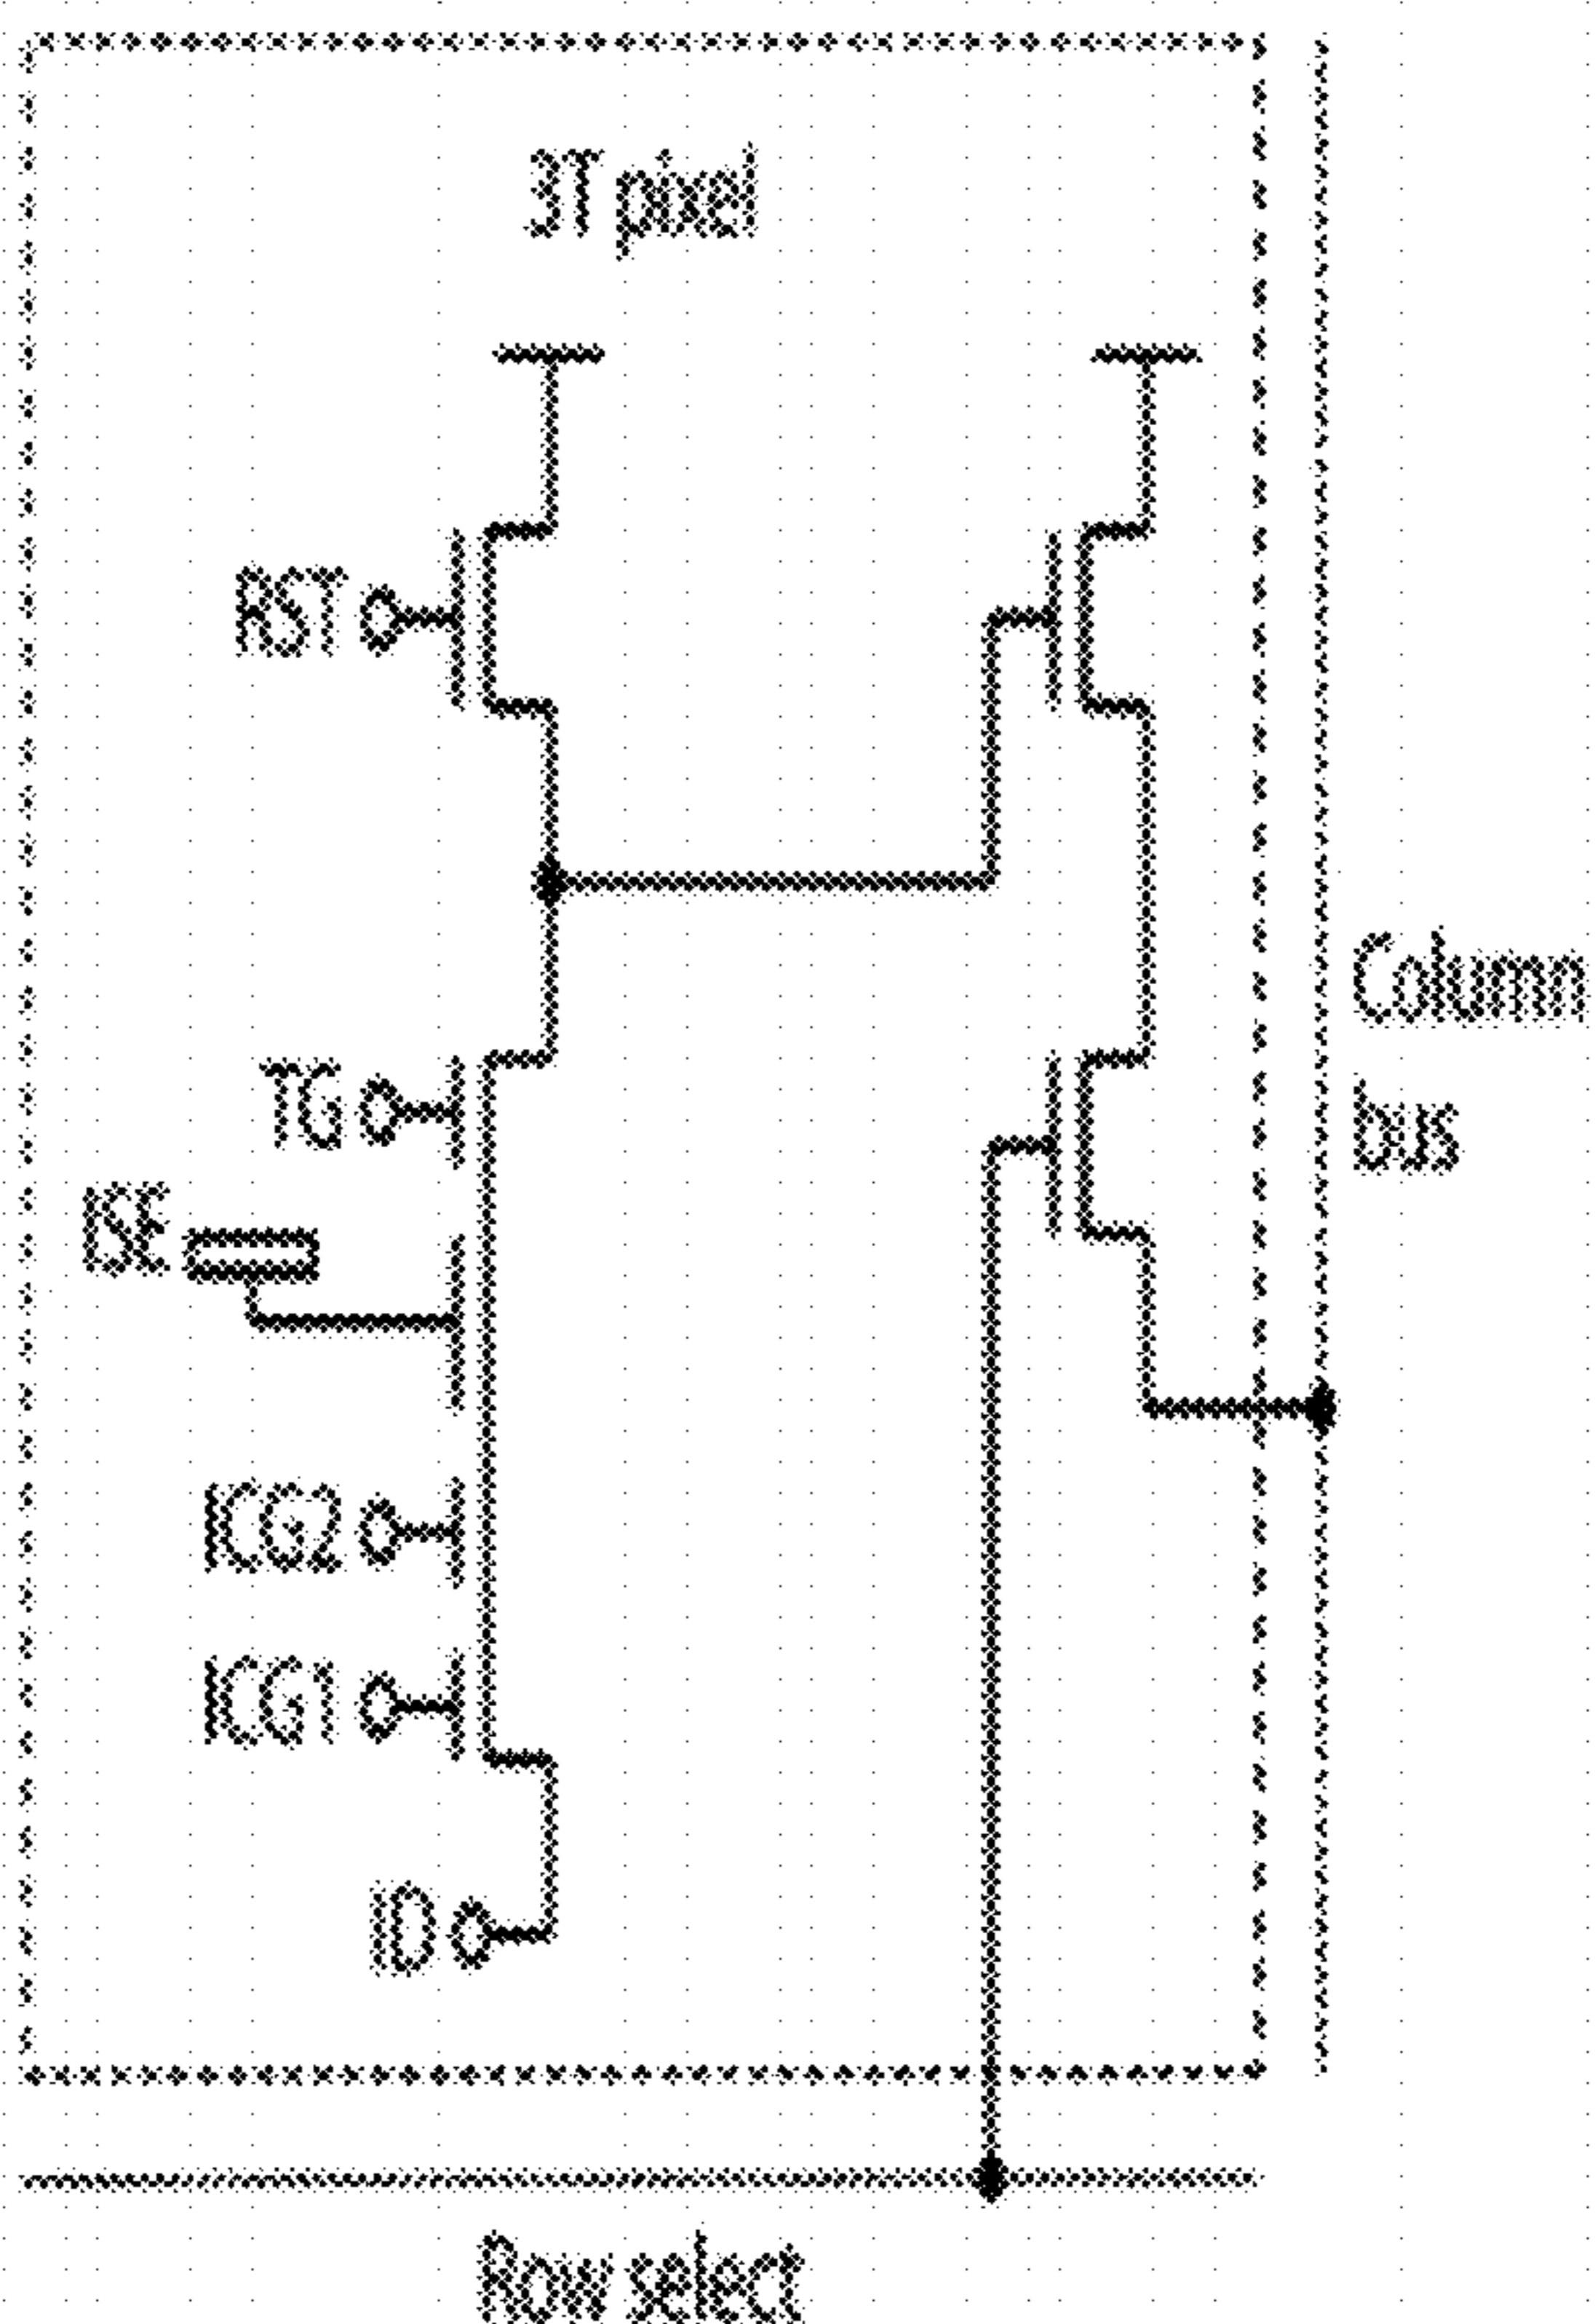 3T pixel
RST
Column
bus
TG
ISE
ICG2
ICG1
ID
Row select